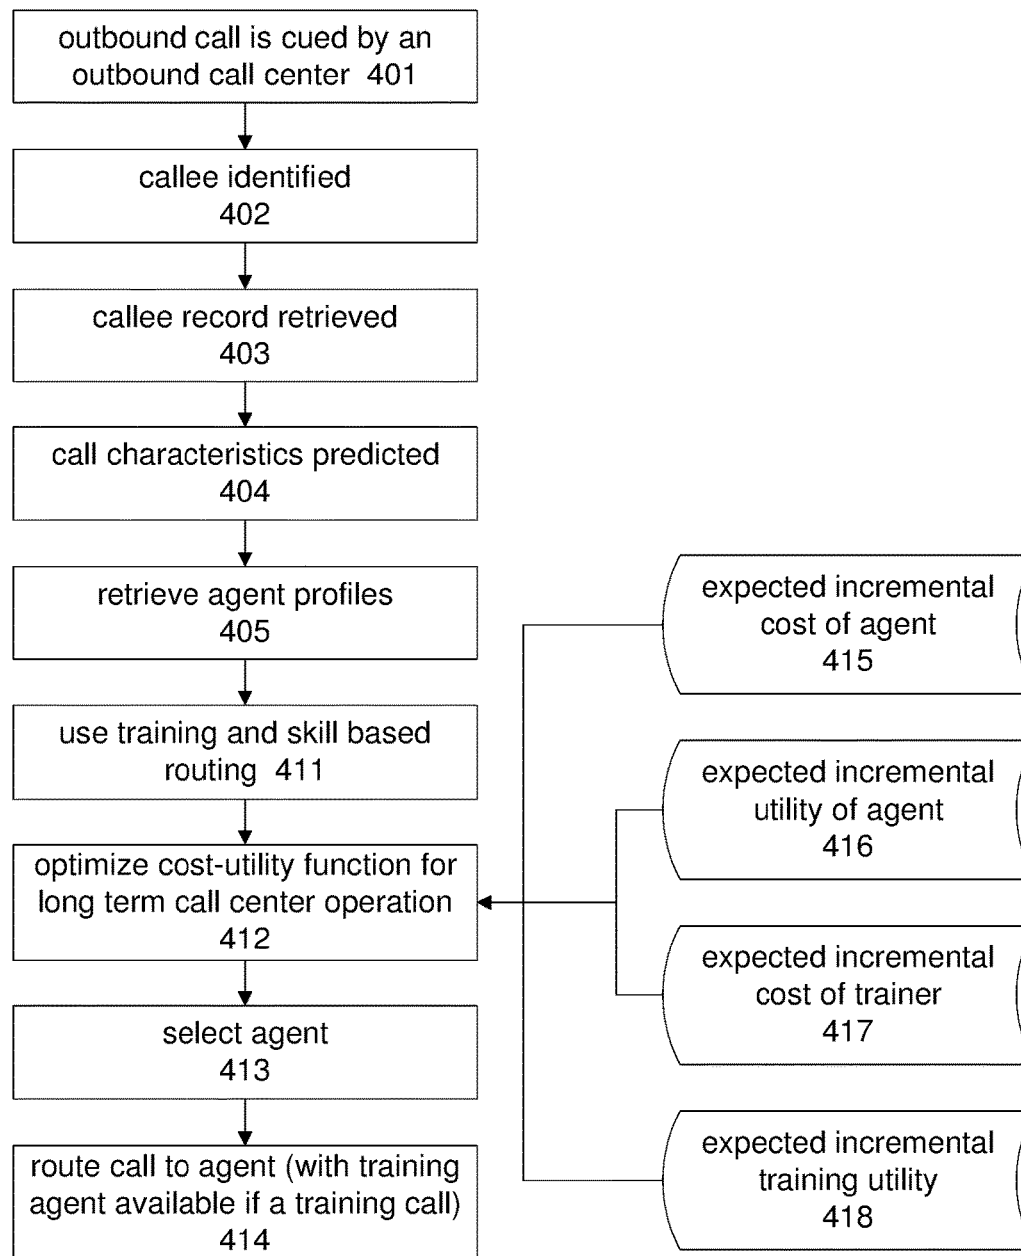 outbound call is cued by an
outbound call center 401
callee identified
402
callee record retrieved
403
call characteristics predicted
404
retrieve agent profiles
405
use training and skill based
routing 411
optimize cost-utility function for
long term call center operation
412
select agent
413
route call to agent (with training
agent available if a training call)
414
expected incremental
cost of agent
415
expected incremental
utility of agent
416
expected incremental
cost of trainer
417
expected incremental
training utility
418